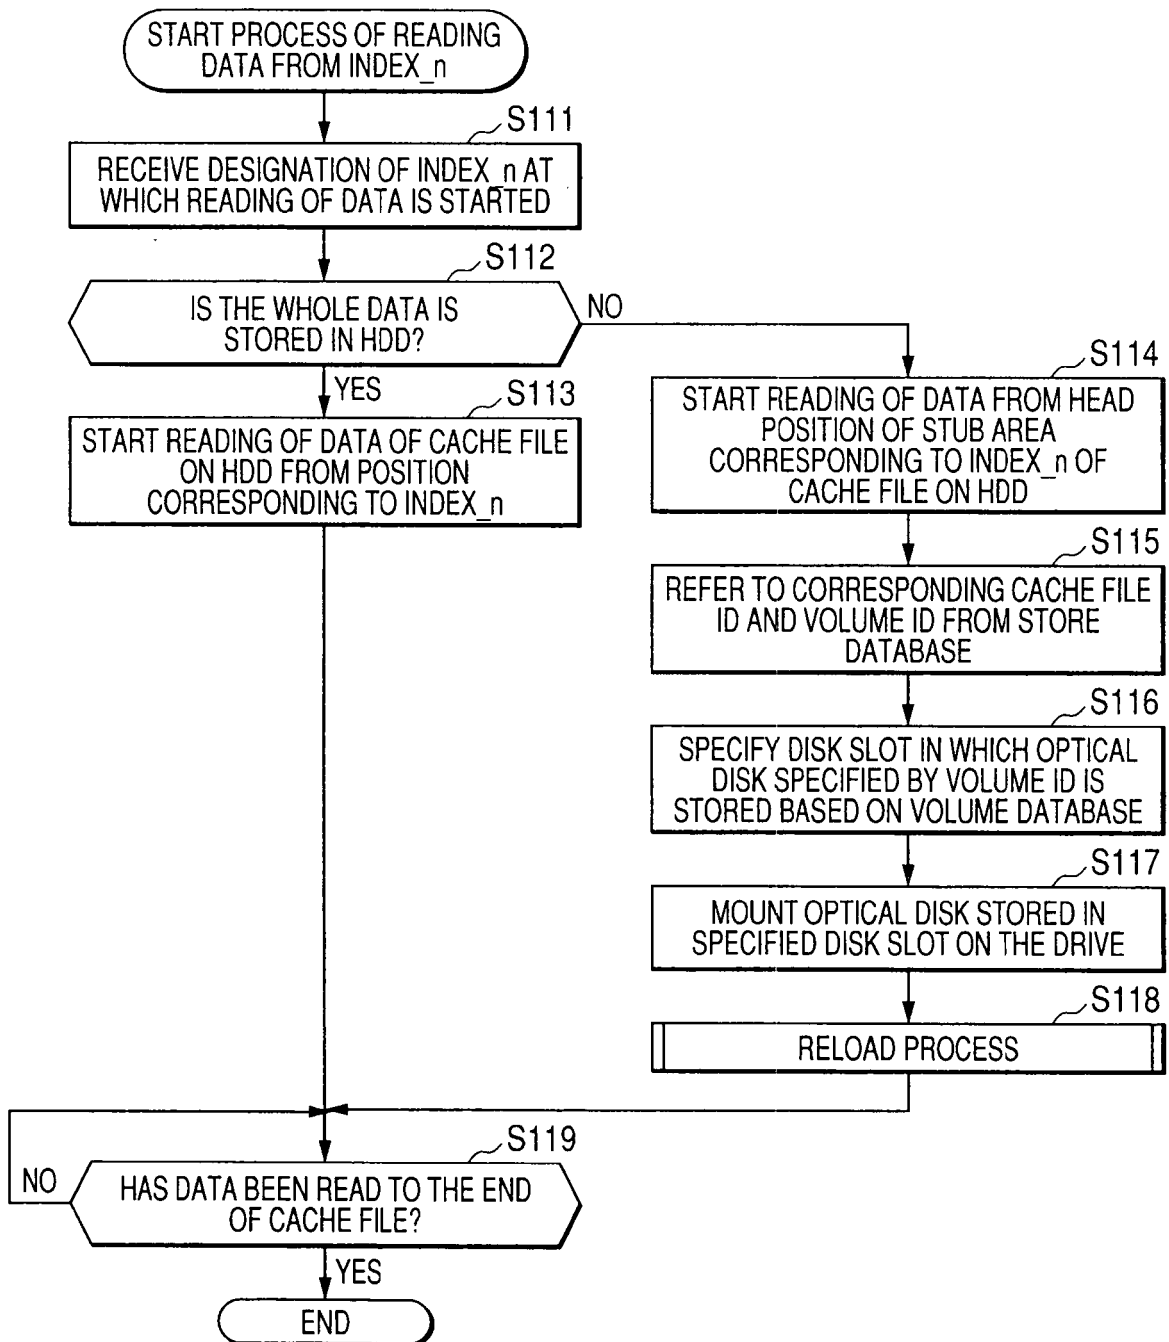 START PROCESS OF READING
DATA FROM INDEX_n
S111
RECEIVE DESIGNATION OF INDEX_n AT
WHICH READING OF DATA IS STARTED
S112
IS THE WHOLE DATA IS
STORED IN HDD?
NO
YES
S113
START READING OF DATA OF CACHE FILE
ON HDD FROM POSITION
CORRESPONDING TO INDEX_n
S114
START READING OF DATA FROM HEAD
POSITION OF STUB AREA
CORRESPONDING TO INDEX_n OF
CACHE FILE ON HDD
S115
REFER TO CORRESPONDING CACHE FILE
ID AND VOLUME ID FROM STORE
DATABASE
S116
SPECIFY DISK SLOT IN WHICH OPTICAL
DISK SPECIFIED BY VOLUME ID IS
STORED BASED ON VOLUME DATABASE
S117
MOUNT OPTICAL DISK STORED IN
SPECIFIED DISK SLOT ON THE DRIVE
S118
RELOAD PROCESS
S119
HAS DATA BEEN READ TO THE END
OF CACHE FILE?
NO
YES
END